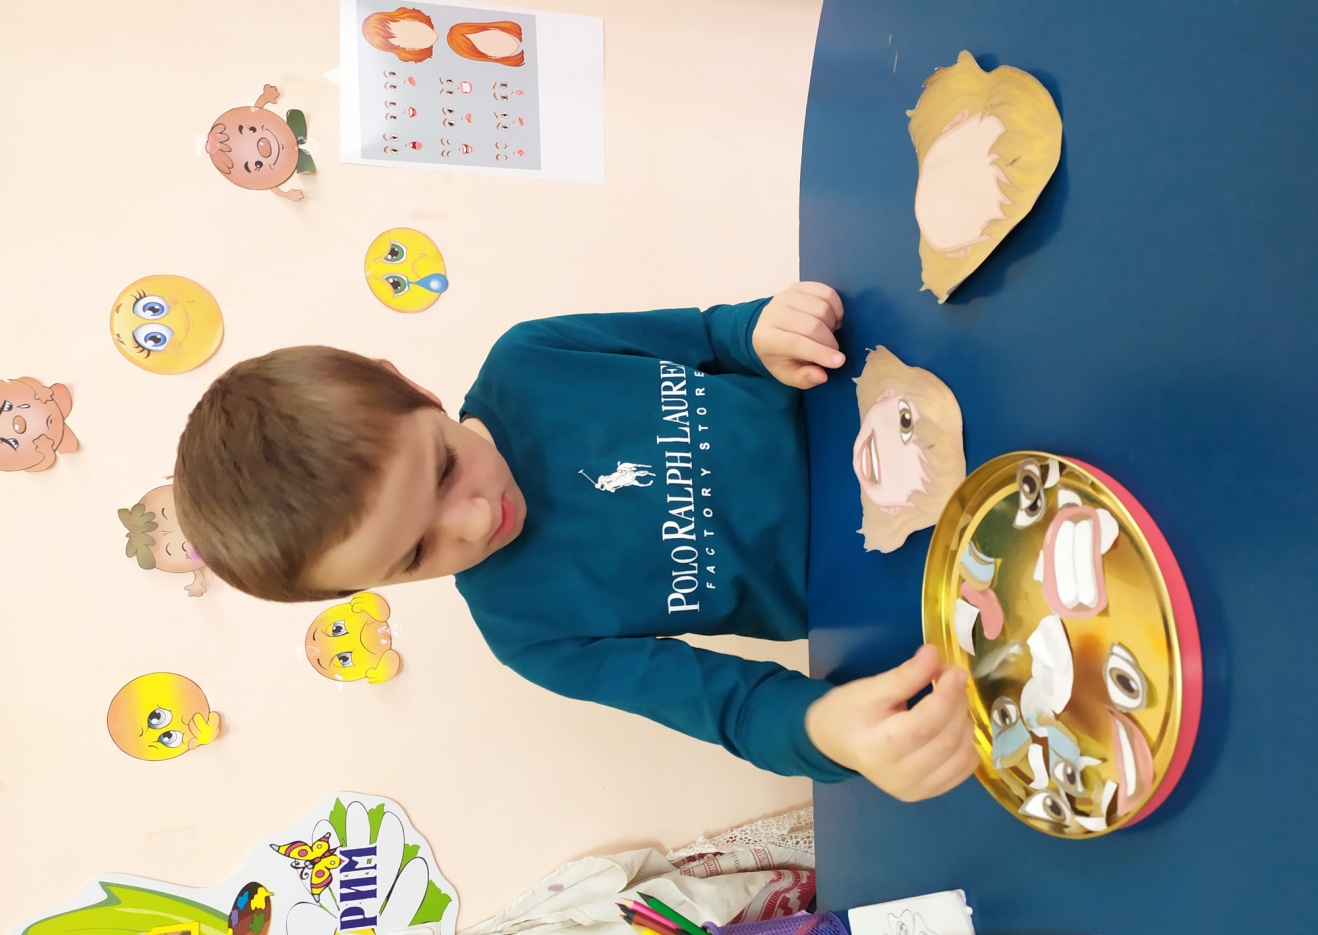 POLO RALPH LAUREN
FACTORY STORE
РИМ